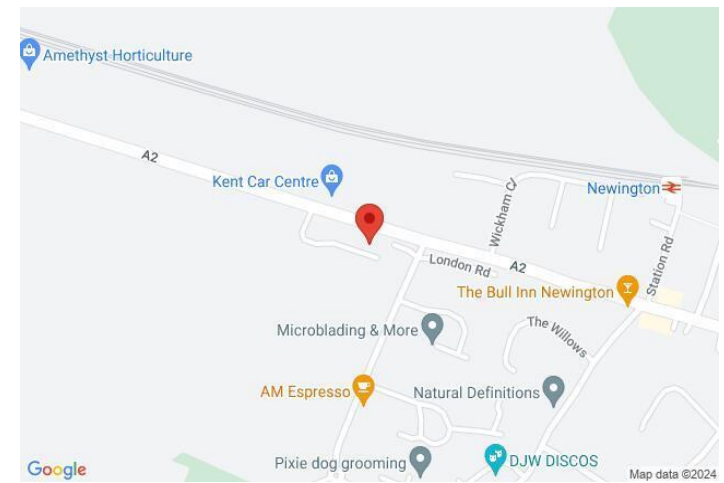 Amethyst Horticulture
A2
Kent Car Centre
Newington
Wickham Cl
London Rd
A2
Station Rd
The Bull Inn Newington
The Willows
Microblading & More
AM Espresso
Natural Definitions
Pixie dog grooming
DJW DISCOS
Google
Map data ©2024